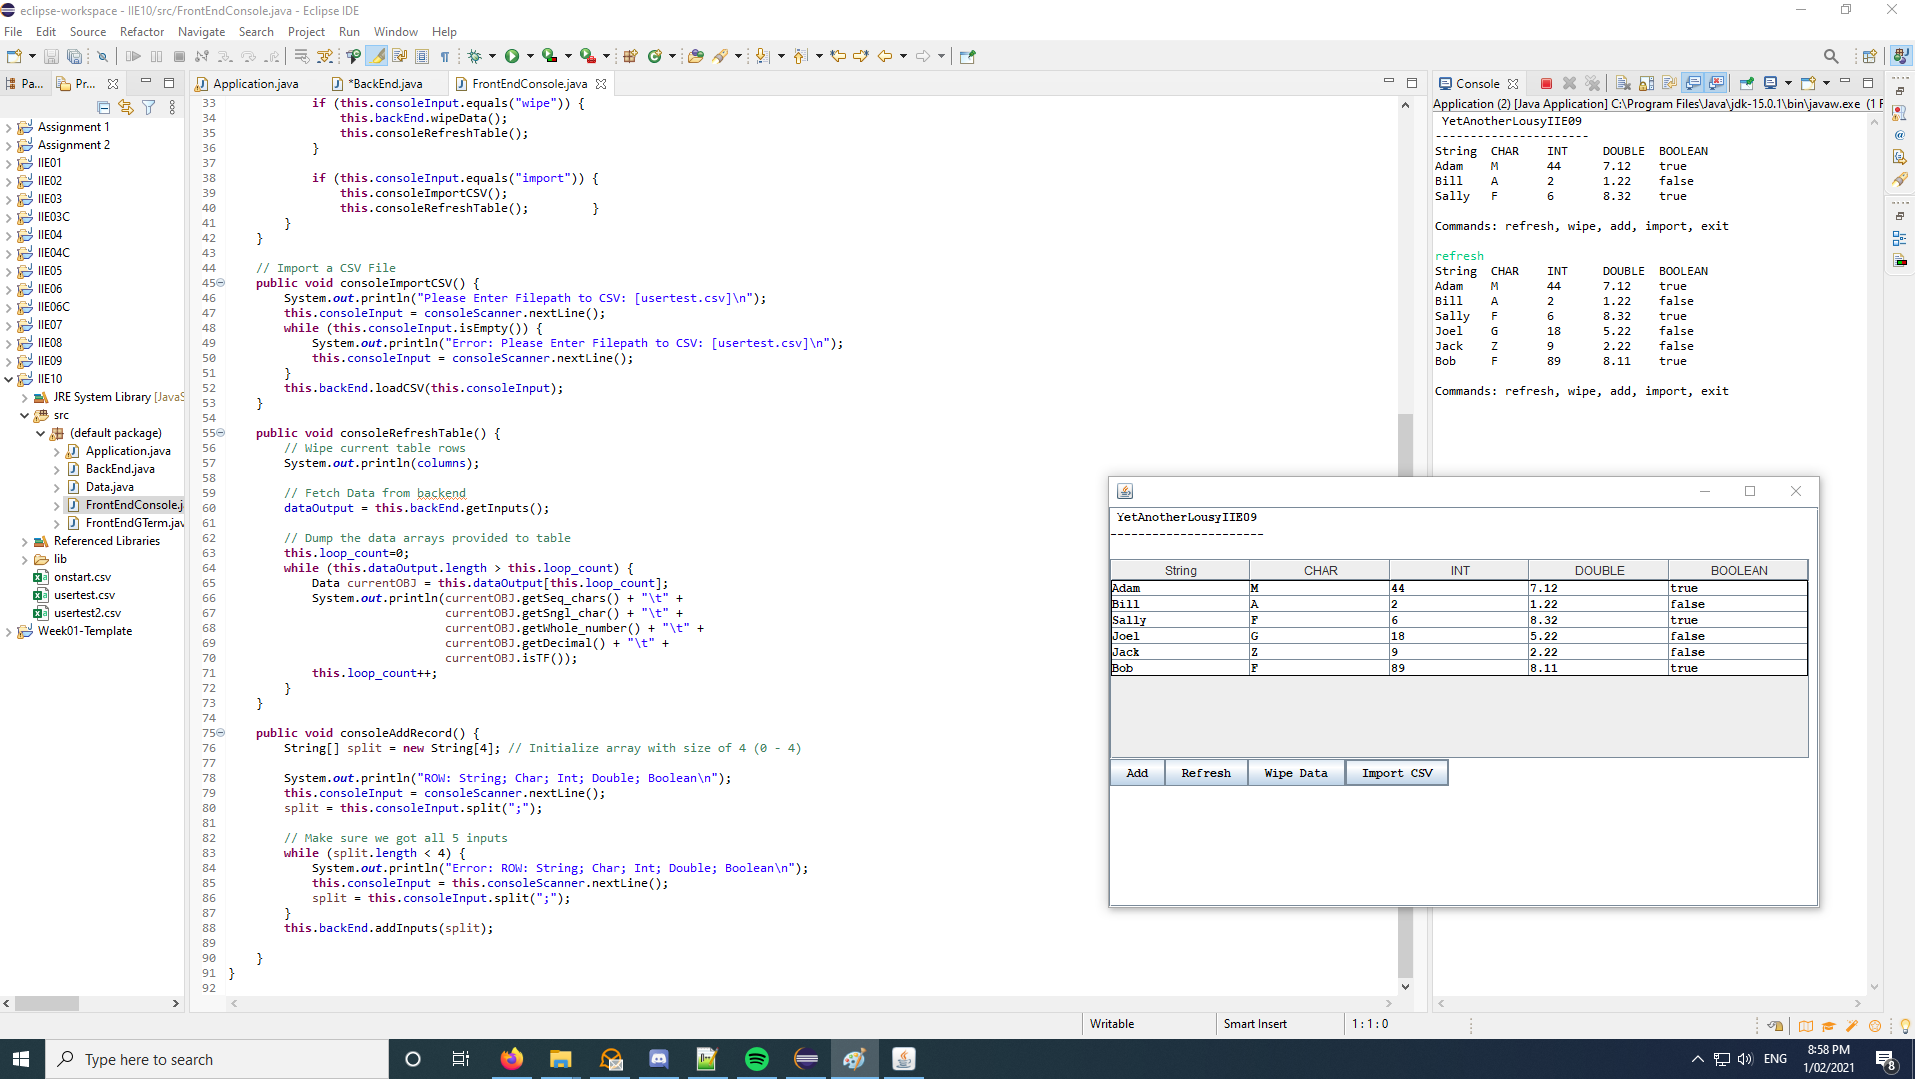 eclipse-workspace - IIE10/src/FrontEndConsole.java - Eclipse IDE
File Edit Source Refactor Navigate Search Project Run Window Help
Pa... Pr...
Application.java *BackEnd.java FrontEndConsole.java
Assignment 1
Assignment 2
IIE01
IIE02
IIE03
IIE03C
IIE04
IIE04C
IIE05
IIE06
IIE06C
IIE07
IIE08
IIE09
IIE10
JRE System Library [JavaS
src
(default package)
Application.java
BackEnd.java
Data.java
FrontEndConsole.j
FrontEndGTerm.jav
Referenced Libraries
lib
onstart.csv
usertest.csv
usertest2.csv
Week01-Template
33 if (this.consoleInput.equals("wipe")) {
34 this.backEnd.wipeData();
35 this.consoleRefreshTable();
36 }
37
38 if (this.consoleInput.equals("import")) {
39 this.consoleImportCSV();
40 this.consoleRefreshTable(); }
41 }
42 }
43
44 // Import a CSV File
45 public void consoleImportCSV() {
46 System.out.println("Please Enter Filepath to CSV: [usertest.csv]\n");
47 this.consoleInput = consoleScanner.nextLine();
48 while (this.consoleInput.isEmpty()) {
49 System.out.println("Error: Please Enter Filepath to CSV: [usertest.csv]\n");
50 this.consoleInput = consoleScanner.nextLine();
51 }
52 this.backEnd.loadCSV(this.consoleInput);
53 }
54
55 public void consoleRefreshTable() {
56 // Wipe current table rows
57 System.out.println(columns);
58
59 // Fetch Data from backend
60 dataOutput = this.backEnd.getInputs();
61
62 // Dump the data arrays provided to table
63 this.loop_count=0;
64 while (this.dataOutput.length > this.loop_count) {
65 Data currentOBJ = this.dataOutput[this.loop_count];
66 System.out.println(currentOBJ.getSeq_chars() + "\t" +
67 currentOBJ.getSngl_char() + "\t" +
68 currentOBJ.getWhole_number() + "\t" +
69 currentOBJ.getDecimal() + "\t" +
70 currentOBJ.isTF());
71 this.loop_count++;
72 }
73 }
74
75 public void consoleAddRecord() {
76 String[] split = new String[4]; // Initialize array with size of 4 (0 - 4)
77
78 System.out.println("ROW: String; Char; Int; Double; Boolean\n");
79 this.consoleInput = consoleScanner.nextLine();
80 split = this.consoleInput.split(";");
81
82 // Make sure we got all 5 inputs
83 while (split.length < 4) {
84 System.out.println("Error: ROW: String; Char; Int; Double; Boolean\n");
85 this.consoleInput = this.consoleScanner.nextLine();
86 split = this.consoleInput.split(";");
87 }
88 this.backEnd.addInputs(split);
89
90 }
91 }
92
Console
Application (2) [Java Application] C:\Program Files\Java\jdk-15.0.1\bin\javaw.exe (1 F
YetAnotherLousyIIE09
----------------------
String CHAR INT DOUBLE BOOLEAN
Adam M 44 7.12 true
Bill A 2 1.22 false
Sally F 6 8.32 true
Commands: refresh, wipe, add, import, exit
refresh
String CHAR INT DOUBLE BOOLEAN
Adam M 44 7.12 true
Bill A 2 1.22 false
Sally F 6 8.32 true
Joel G 18 5.22 false
Jack Z 9 2.22 false
Bob F 89 8.11 true
Commands: refresh, wipe, add, import, exit
YetAnotherLousyIIE09
----------------------
String CHAR INT DOUBLE BOOLEAN
Adam M 44 7.12 true
Bill A 2 1.22 false
Sally F 6 8.32 true
Joel G 18 5.22 false
Jack Z 9 2.22 false
Bob F 89 8.11 true
Add Refresh Wipe Data Import CSV
Writable Smart Insert 1 : 1 : 0
Type here to search
ENG
8:58 PM
1/02/2021
8